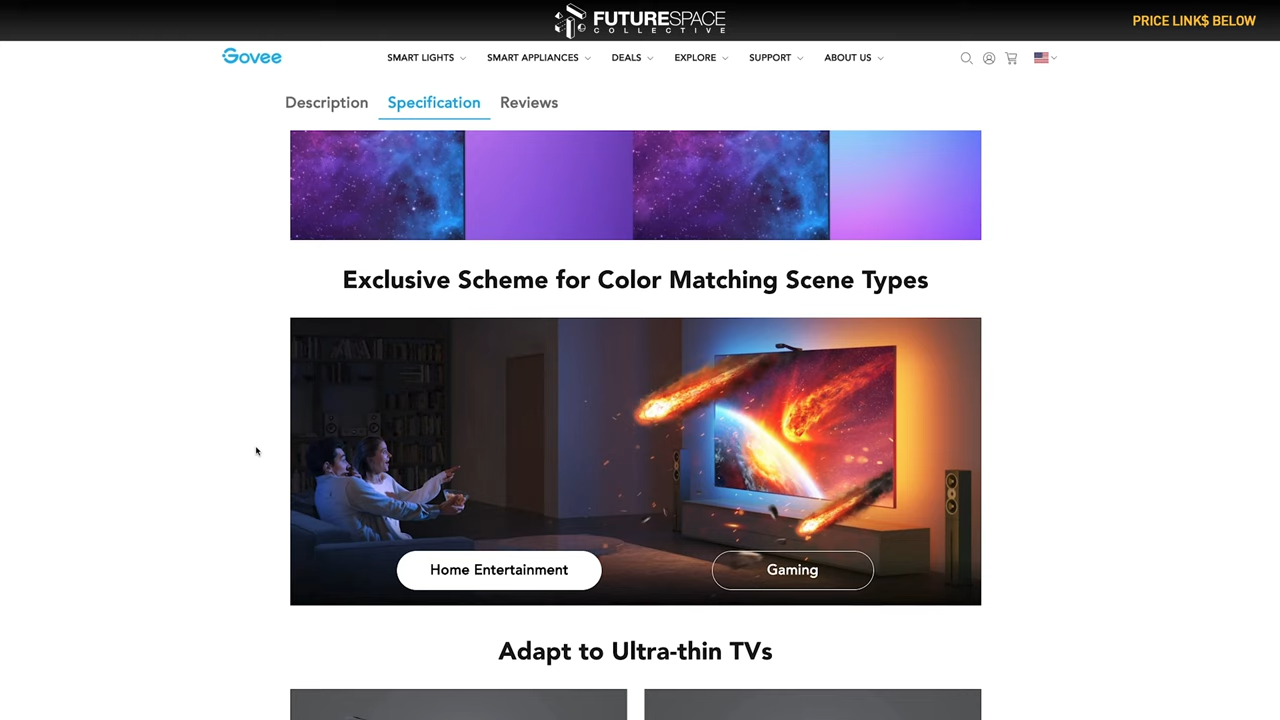 FUTURESPACE
COLLECTIVE
PRICE LINK$ BELOW
Govee
SMART LIGHTS
SMART APPLIANCES
DEALS
EXPLORE
SUPPORT
ABOUT US
Description
Specification
Reviews
Exclusive Scheme for Color Matching Scene Types
Home Entertainment
Gaming
Adapt to Ultra-thin TVs